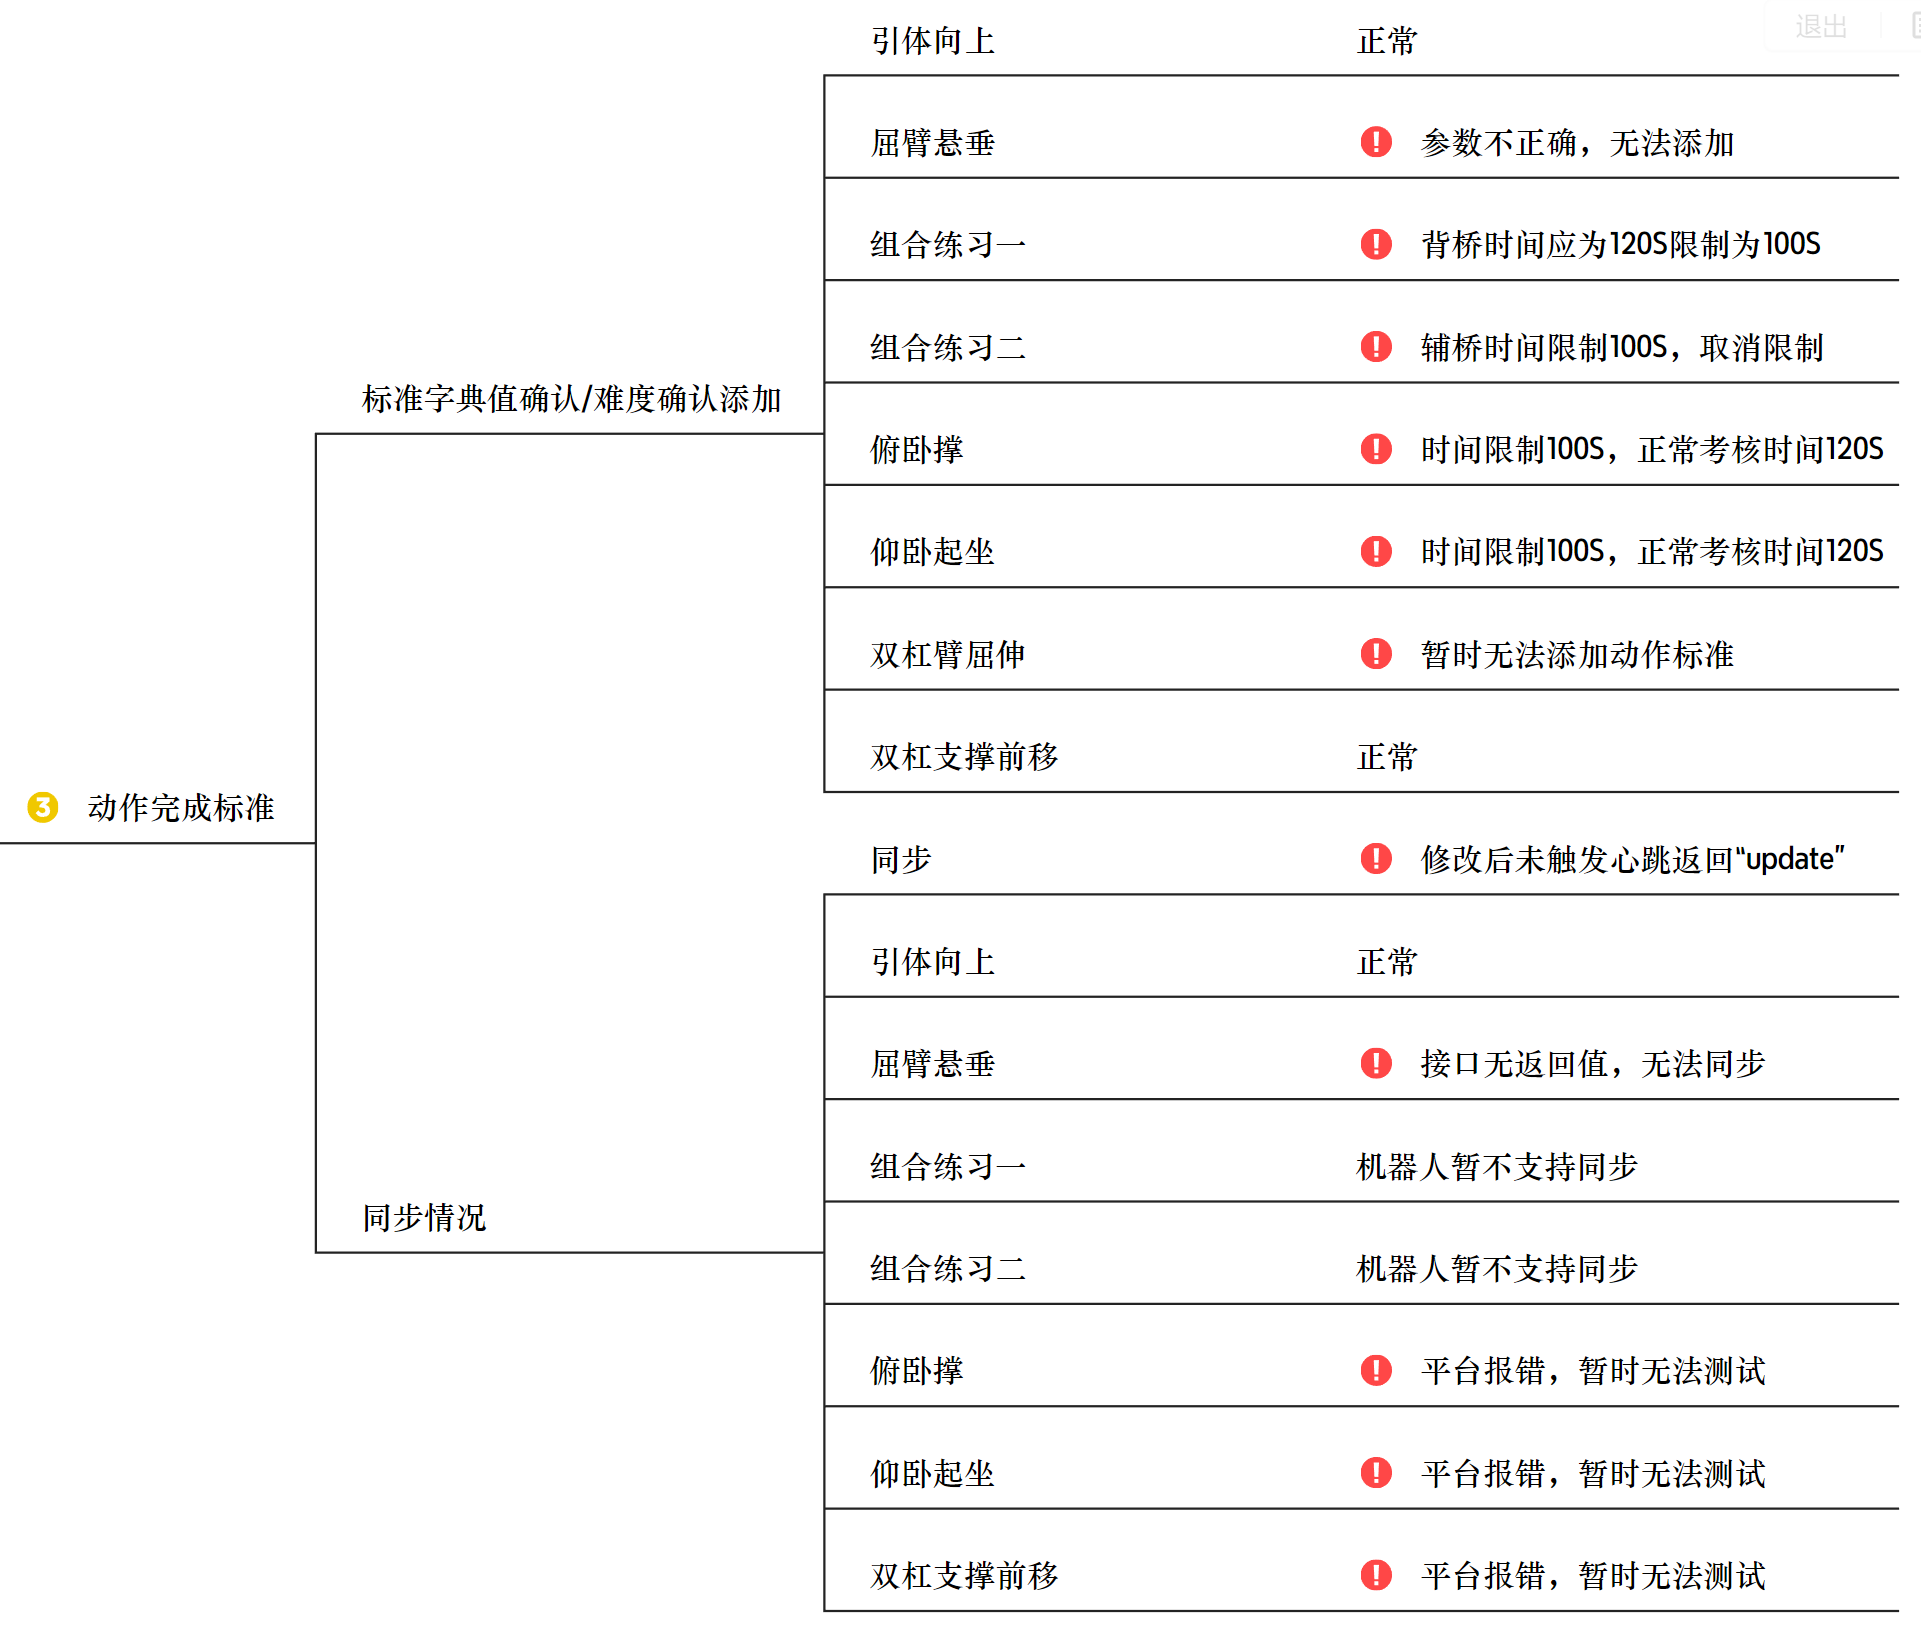 退出
引体向上 正常
屈臂悬垂 参数不正确，无法添加
组合练习一 背桥时间应为120S限制为100S
组合练习二 辅桥时间限制100S，取消限制
标准字典值确认/难度确认添加
俯卧撑 时间限制100S，正常考核时间120S
仰卧起坐 时间限制100S，正常考核时间120S
双杠臂屈伸 暂时无法添加动作标准
双杠支撑前移 正常
3 动作完成标准
同步 修改后未触发心跳返回“update”
引体向上 正常
屈臂悬垂 接口无返回值，无法同步
组合练习一 机器人暂不支持同步
同步情况
组合练习二 机器人暂不支持同步
俯卧撑 平台报错，暂时无法测试
仰卧起坐 平台报错，暂时无法测试
双杠支撑前移 平台报错，暂时无法测试